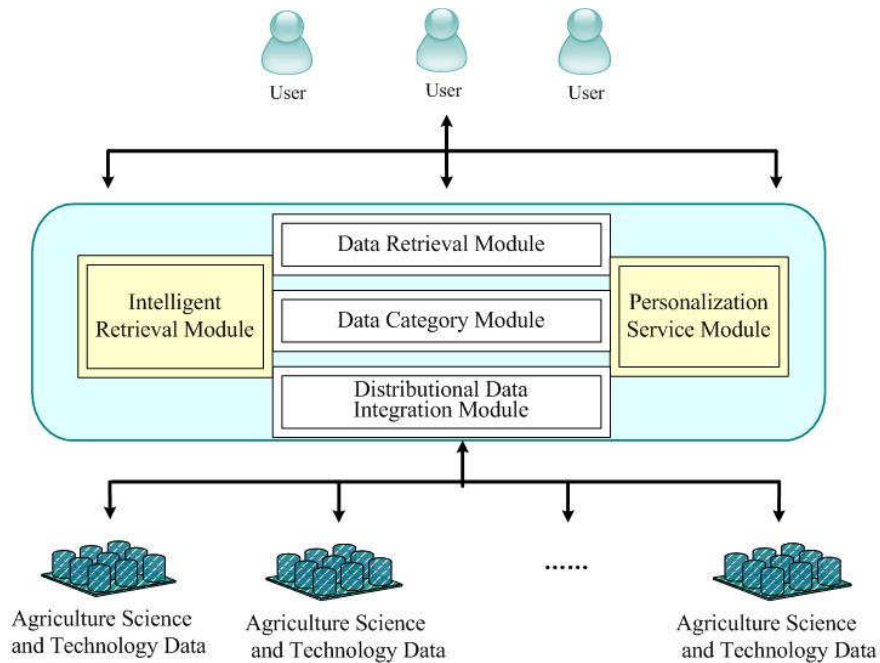 User
User
User
Data Retrieval Module
Intelligent
Retrieval Module
Data Category Module
Personalization
Service Module
Distributional Data
Integration Module
......
Agriculture Science
and Technology Data
Agriculture Science
and Technology Data
Agriculture Science
and Technology Data